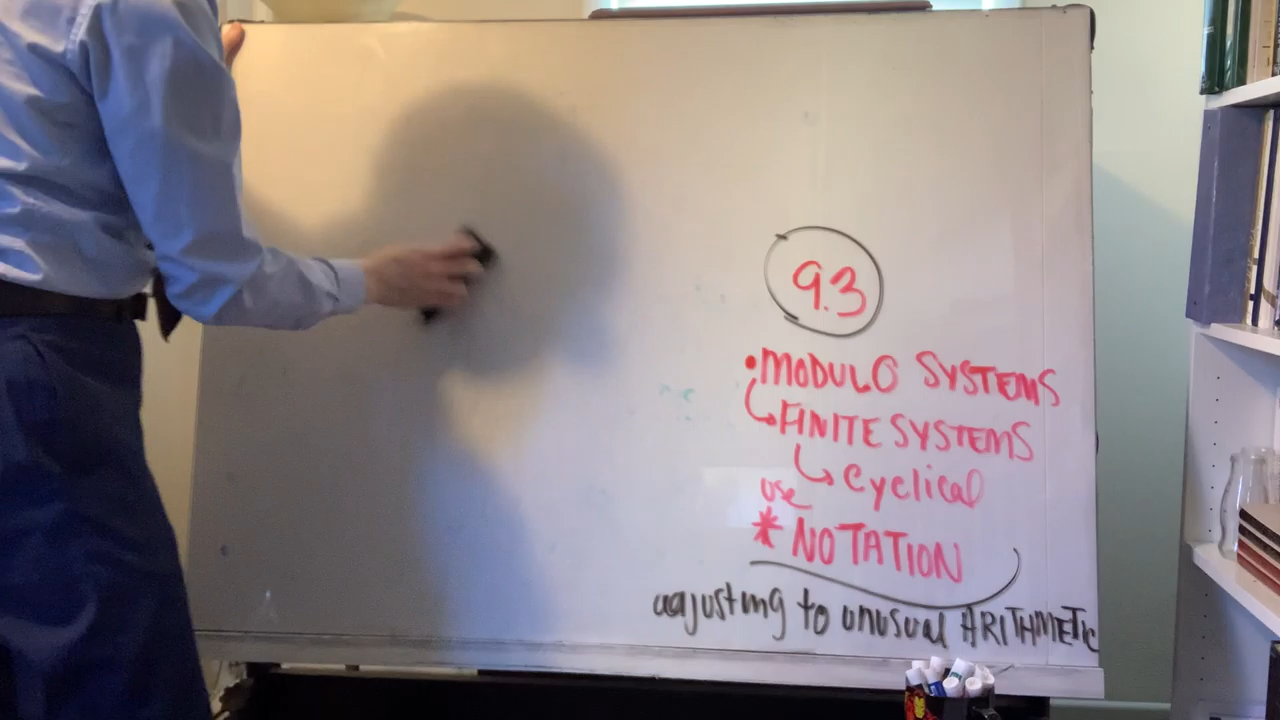 9.3
• MODULO SYSTEMS
↳ FINITE SYSTEMS
↳ Cyclical
use
* NOTATION
adjusting to unusual ARITHMETIC